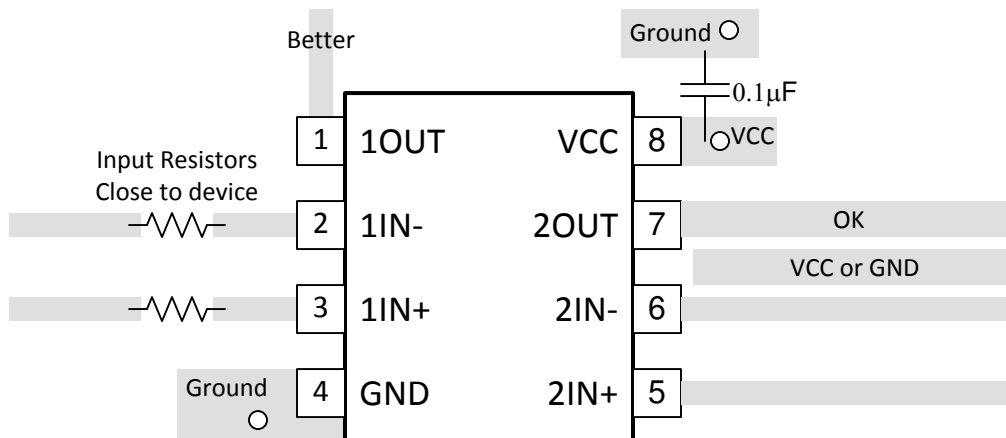 Better
Ground
0.1μF
1 1OUT VCC 8 VCC
Input Resistors
Close to device
2 1IN- 2OUT 7 OK
VCC or GND
3 1IN+ 2IN- 6
Ground
4 GND 2IN+ 5